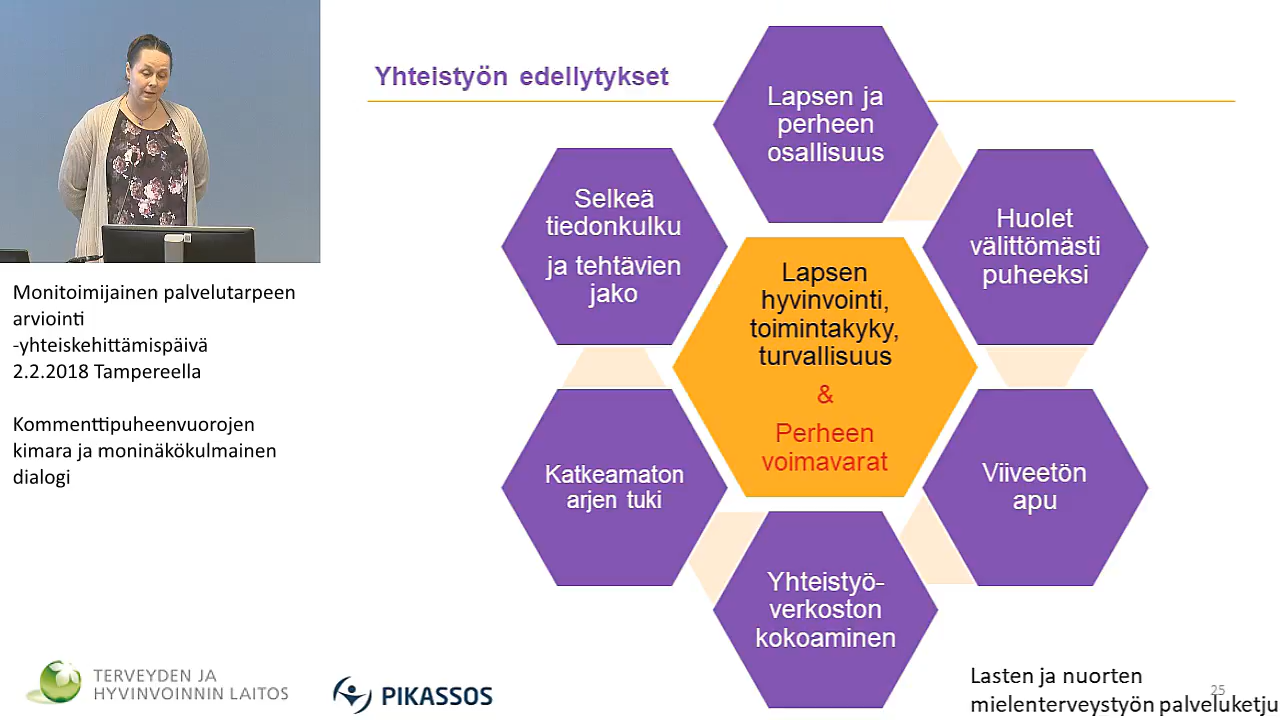 Yhteistyön edellytykset
Lapsen ja
perheen
osallisuus
Huolet
välittömästi
puheeksi
Viiveetön
apu
Yhteistyö-
verkoston
kokoaminen
Katkeamaton
arjen tuki
Selkeä
tiedonkulku
ja tehtävien
jako
Lapsen
hyvinvointi,
toimintakyky,
turvallisuus
&
Perheen
voimavarat
Monitoimijainen palvelutarpeen
arviointi
-yhteiskehittämispäivä
2.2.2018 Tampereella
Kommenttipuheenvuorojen
kimara ja moninäkökulmainen
dialogi
TERVEYDEN JA
HYVINVOINNIN LAITOS
PIKASSOS
Lasten ja nuorten
mielenterveystyön palveluketju
25